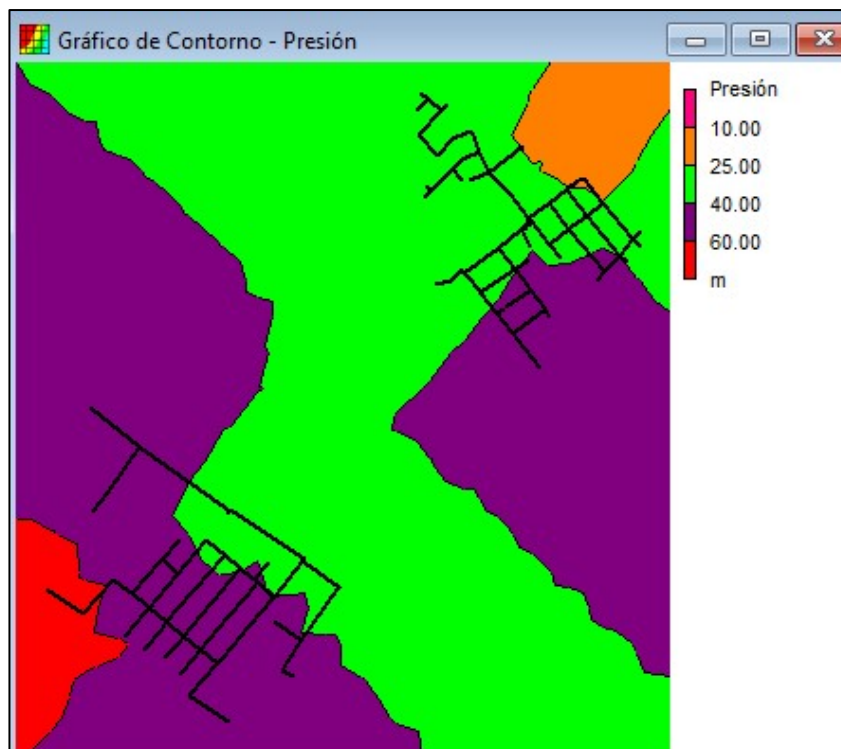 Gráfico de Contorno - Presión
Presión
10.00
25.00
40.00
60.00
m